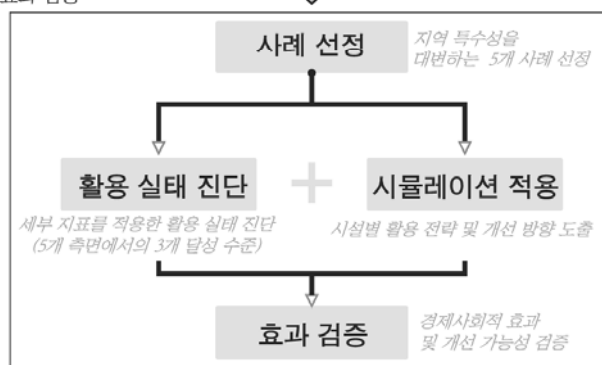 사례 선정
지역 특수성을
대변하는 5개 사례 선정
활용 실태 진단
+
시뮬레이션 적용
세부 지표를 적용한 활용 실태 진단
(5개 측면에서의 3개 달성 수준)
시설별 활용 전략 및 개선 방향 도출
효과 검증
경제사회적 효과
및 개선 가능성 검증